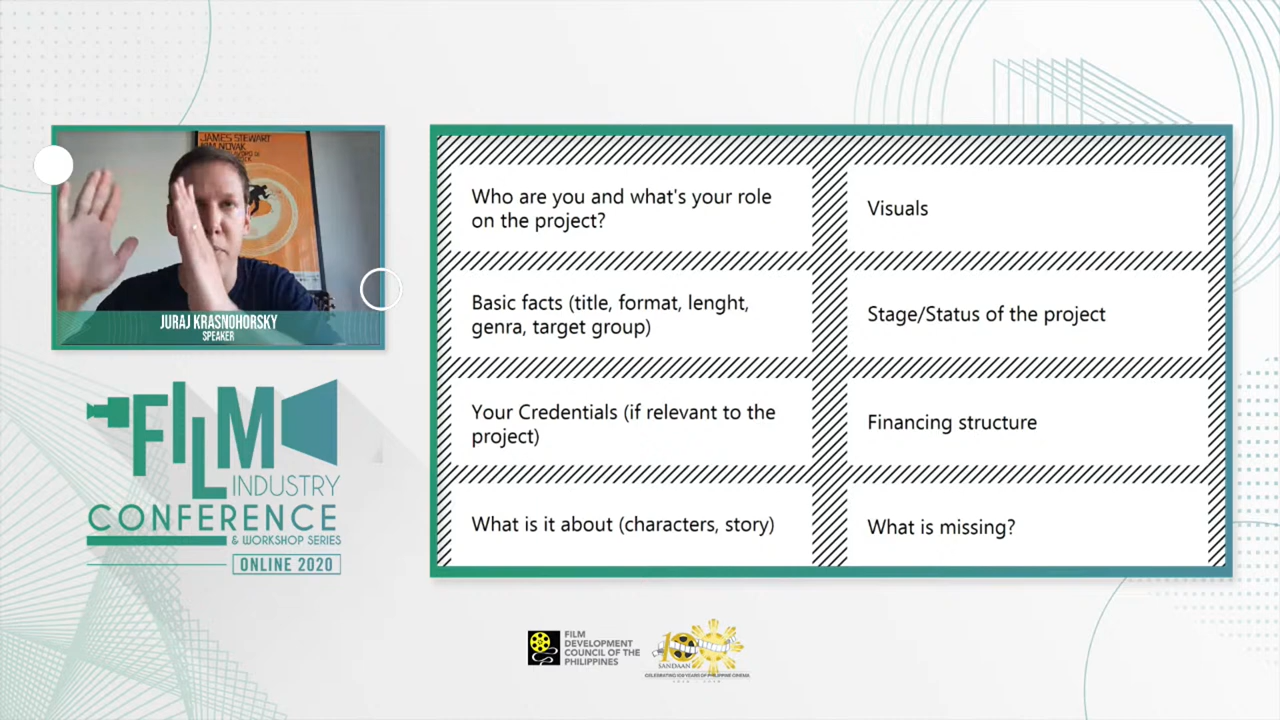 JAMES STEWART
KIM NOVAK
JURAJ KRASNOHORSKY
SPEAKER
FILM
INDUSTRY
CONFERENCE
& WORKSHOP SERIES
ONLINE 2020
Who are you and what's your role
on the project?
Basic facts (title, format, lenght,
genra, target group)
Your Credentials (if relevant to the
project)
What is it about (characters, story)
Visuals
Stage/Status of the project
Financing structure
What is missing?
FILM
DEVELOPMENT
COUNCIL OF THE
PHILIPPINES
100
SANDAAN
CELEBRATING 100 YEARS OF PHILIPPINE CINEMA